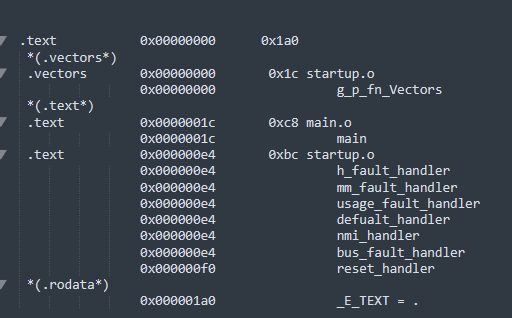 .text 0x00000000 0x1a0
*(.vectors*)
.vectors 0x00000000 0x1c startup.o
0x00000000 g_p_fn_Vectors
*(.text*)
.text 0x0000001c 0xc8 main.o
0x0000001c main
.text 0x000000e4 0xbc startup.o
0x000000e4 h_fault_handler
0x000000e4 mm_fault_handler
0x000000e4 usage_fault_handler
0x000000e4 defualt_handler
0x000000e4 nmi_handler
0x000000e4 bus_fault_handler
0x000000f0 reset_handler
*(.rodata*)
0x000001a0 _E_TEXT = .